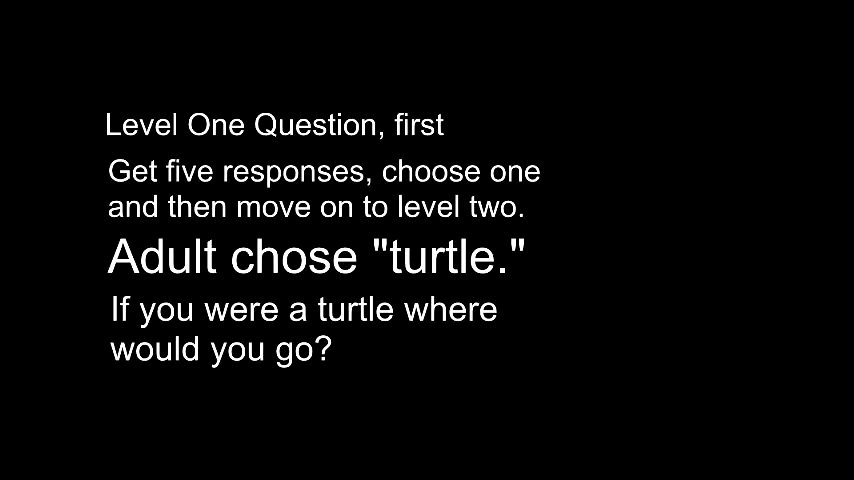 Level One Question, first
Get five responses, choose one
and then move on to level two.
Adult chose "turtle."
If you were a turtle where
would you go?